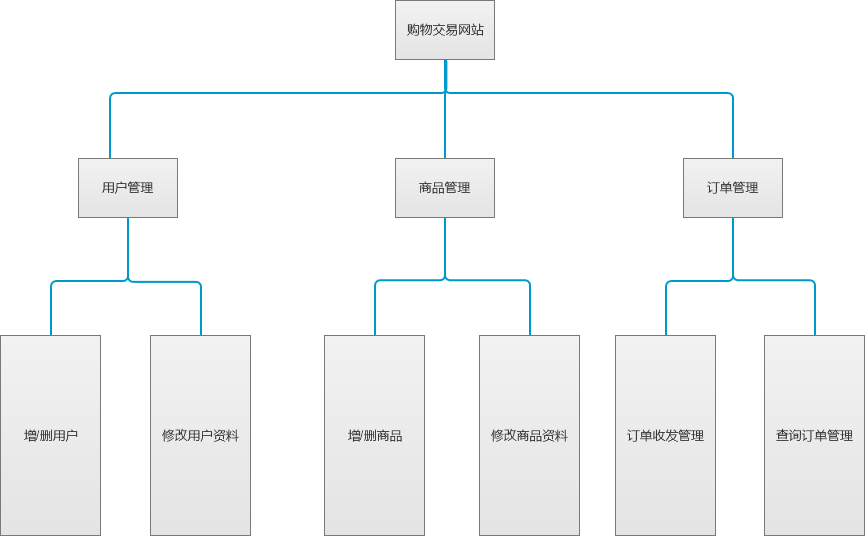 购物交易网站
用户管理
商品管理
订单管理
增/删用户
修改用户资料
增/删商品
修改商品资料
订单收发管理
查询订单管理